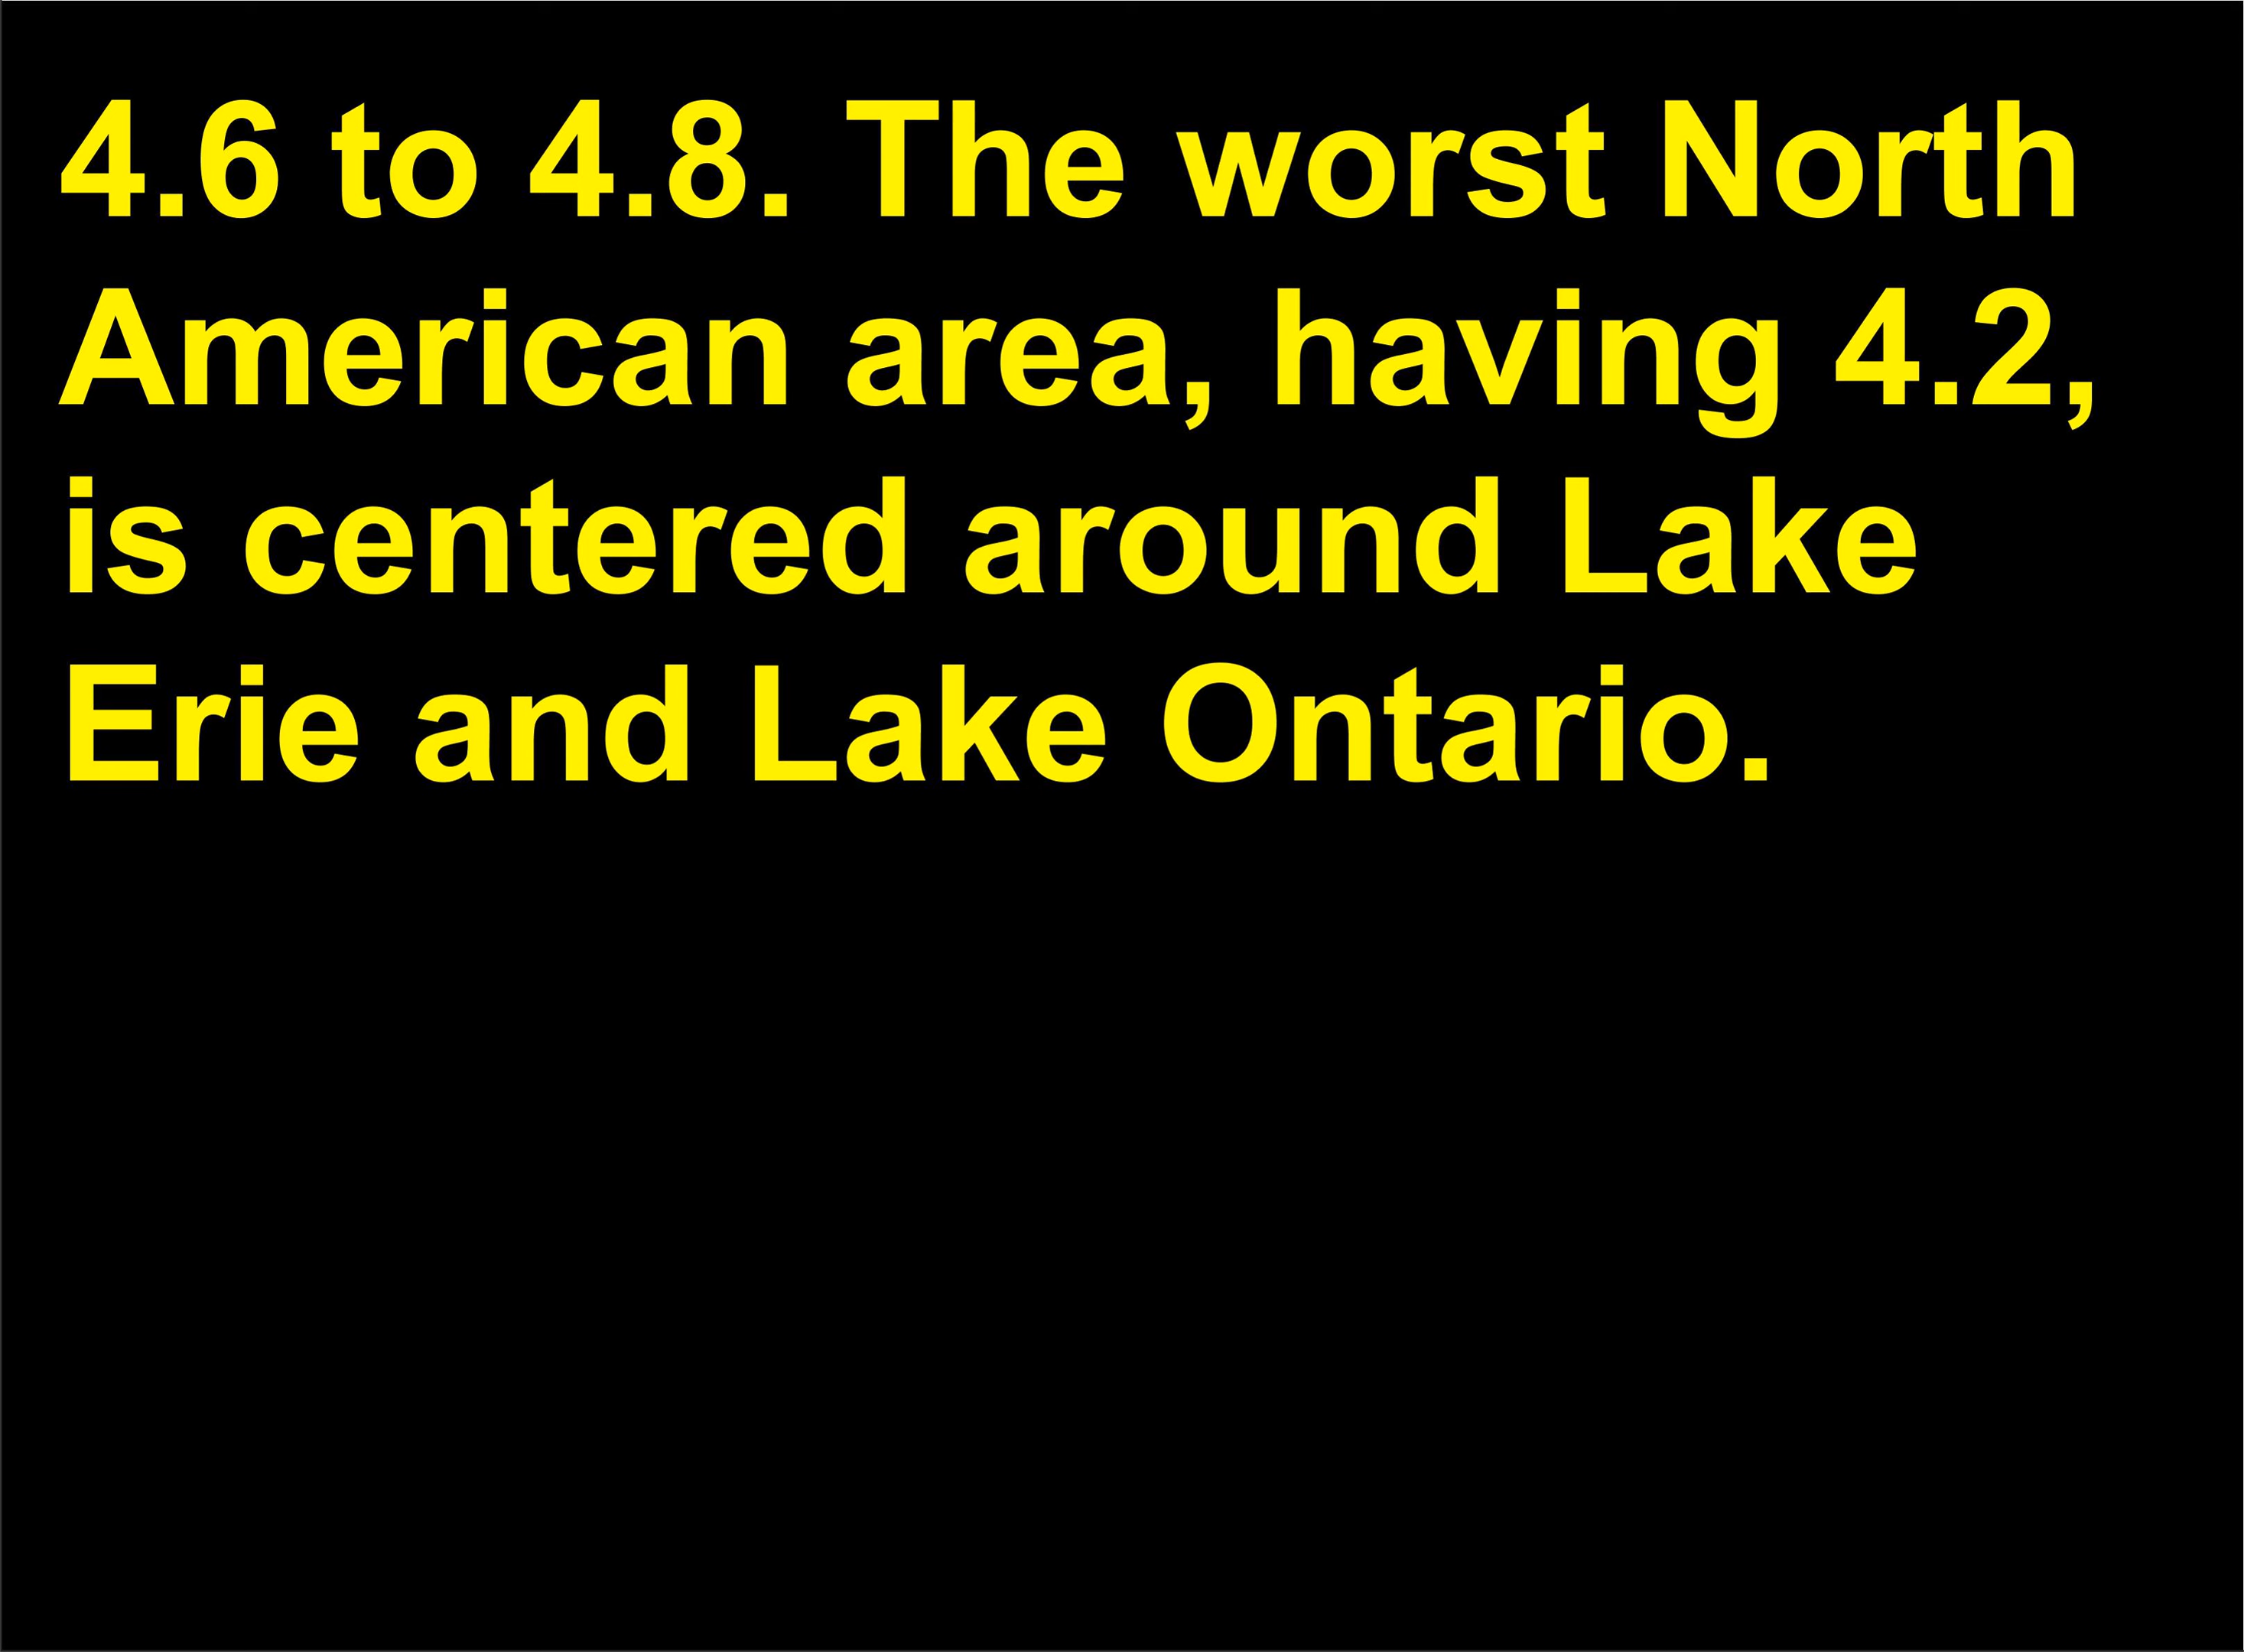 4.6 to 4.8. The worst North
American area, having 4.2,
is centered around Lake
Erie and Lake Ontario.